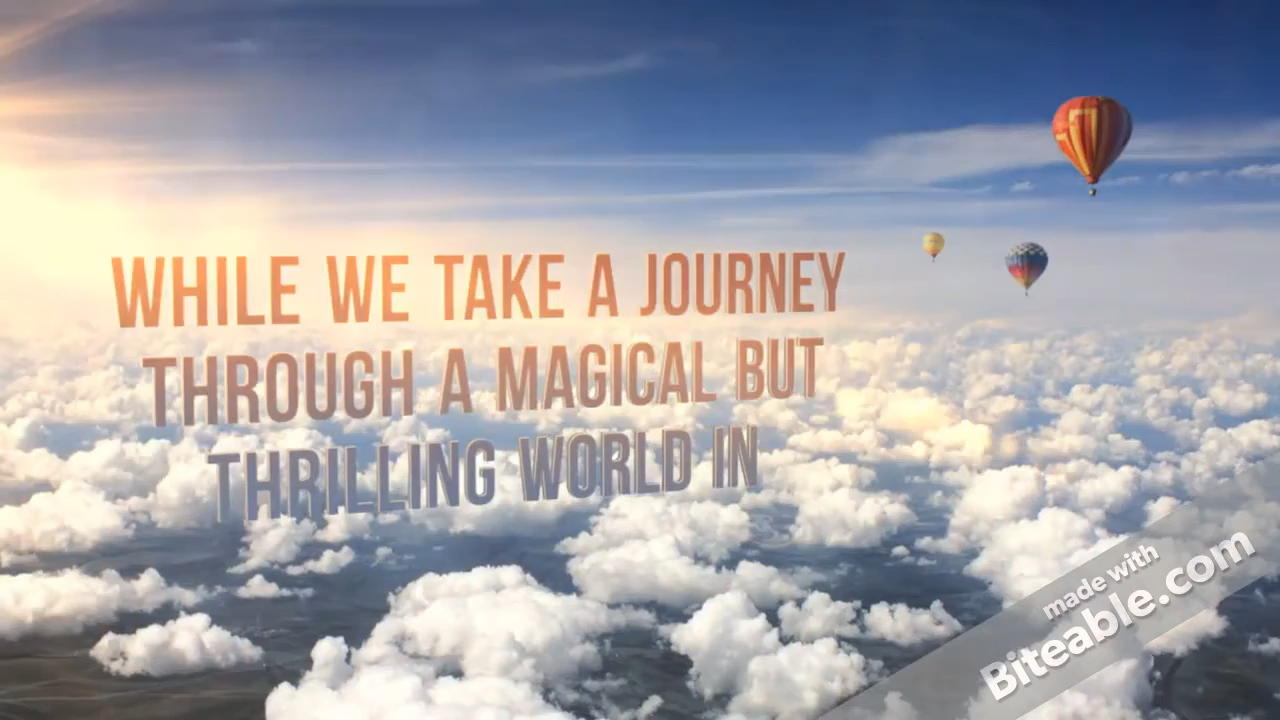 WHILE WE TAKE A JOURNEY
THROUGH A MAGICAL BUT
THRILLING WORLD IN
made with
Biteable.com